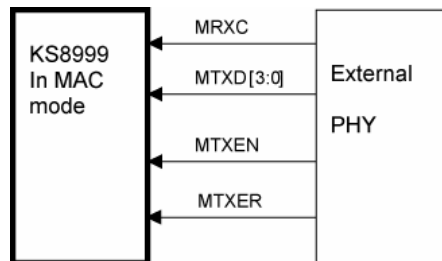 KS8999
In MAC
mode
MRXC
MTXD[3:0]
MTXEN
MTXER
External
PHY